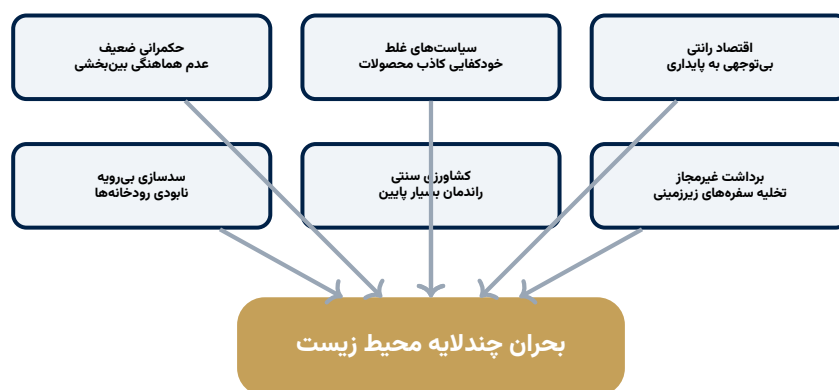 اقتصاد رانتی
بی‌توجهی به پایداری
سیاست‌های غلط
خودکفایی کاذب محصولات
حکمرانی ضعیف
عدم هماهنگی بین‌بخشی
برداشت غیرمجاز
تخلیه سفره‌های زیرزمینی
کشاورزی سنتی
راندمان بسیار پایین
سدسازی بی‌رویه
نابودی رودخانه‌ها
بحران چندلایه محیط زیست